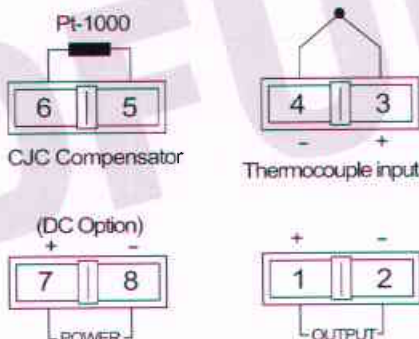 Pt-1000
6 5
CJC Compensator
4 3
- +
Thermocouple input
(DC Option)
+ -
7 8
POWER
+ -
1 2
OUTPUT